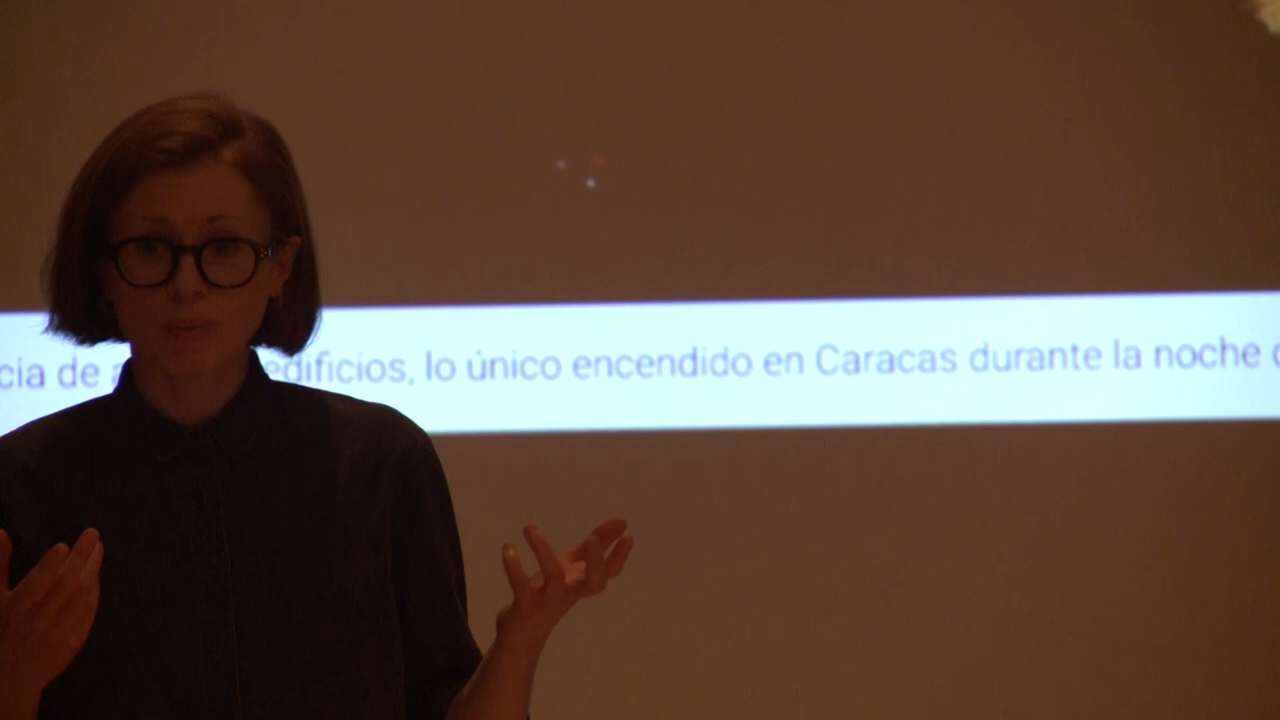 cia de edificios, lo único encendido en Caracas durante la noche